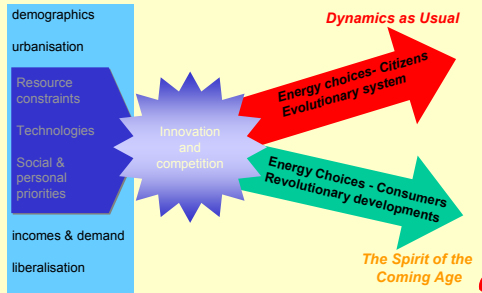 demographics
urbanisation
Resource
constraints
Technologies
Social &
personal
priorities
incomes & demand
liberalisation
Innovation
and
competition
Dynamics as Usual
Energy choices- Citizens
Evolutionary system
Energy Choices - Consumers
Revolutionary developments
The Spirit of the
Coming Age